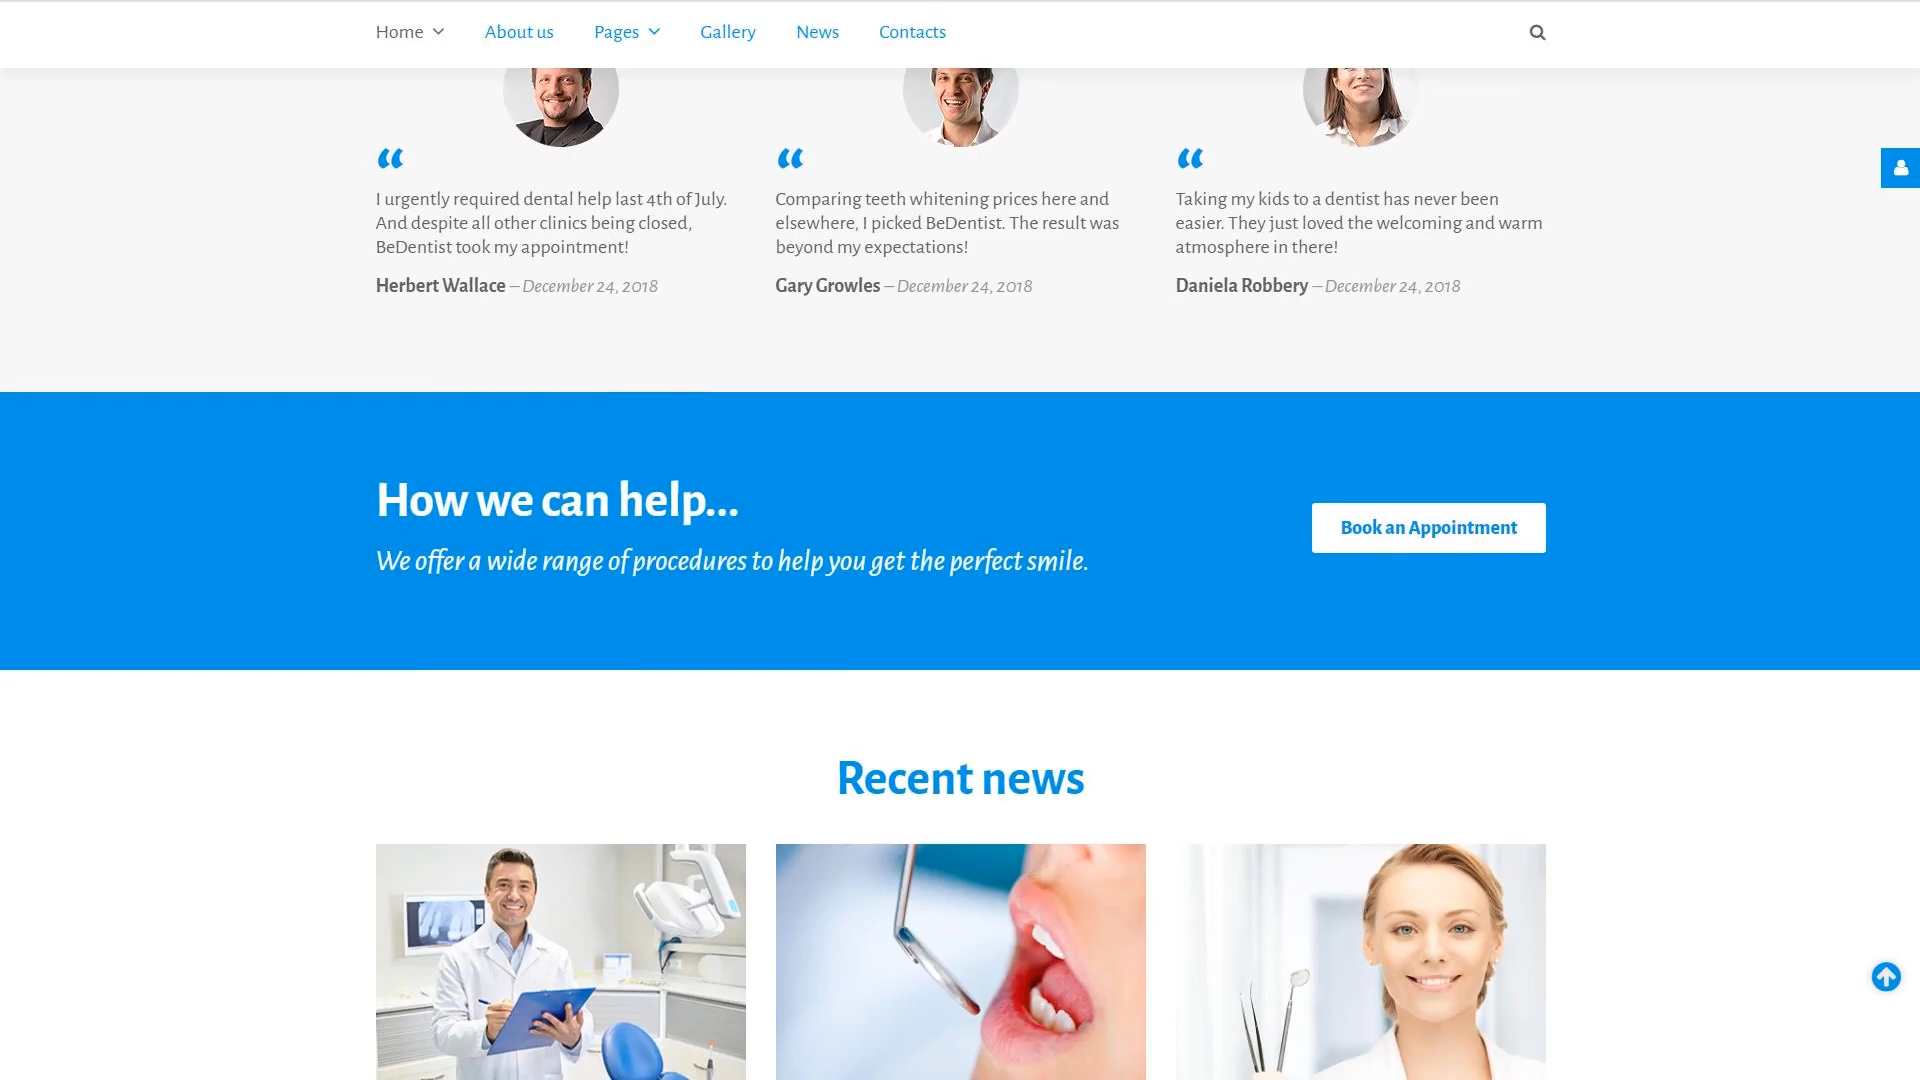 Home About us Pages Gallery News Contacts
“ “ “
I urgently required dental help last 4th of July.
And despite all other clinics being closed,
BeDentist took my appointment!
Herbert Wallace – December 24, 2018
Comparing teeth whitening prices here and
elsewhere, I picked BeDentist. The result was
beyond my expectations!
Gary Growles – December 24, 2018
Taking my kids to a dentist has never been
easier. They just loved the welcoming and warm
atmosphere in there!
Daniela Robbery – December 24, 2018
How we can help...
We offer a wide range of procedures to help you get the perfect smile.
Book an Appointment
Recent news